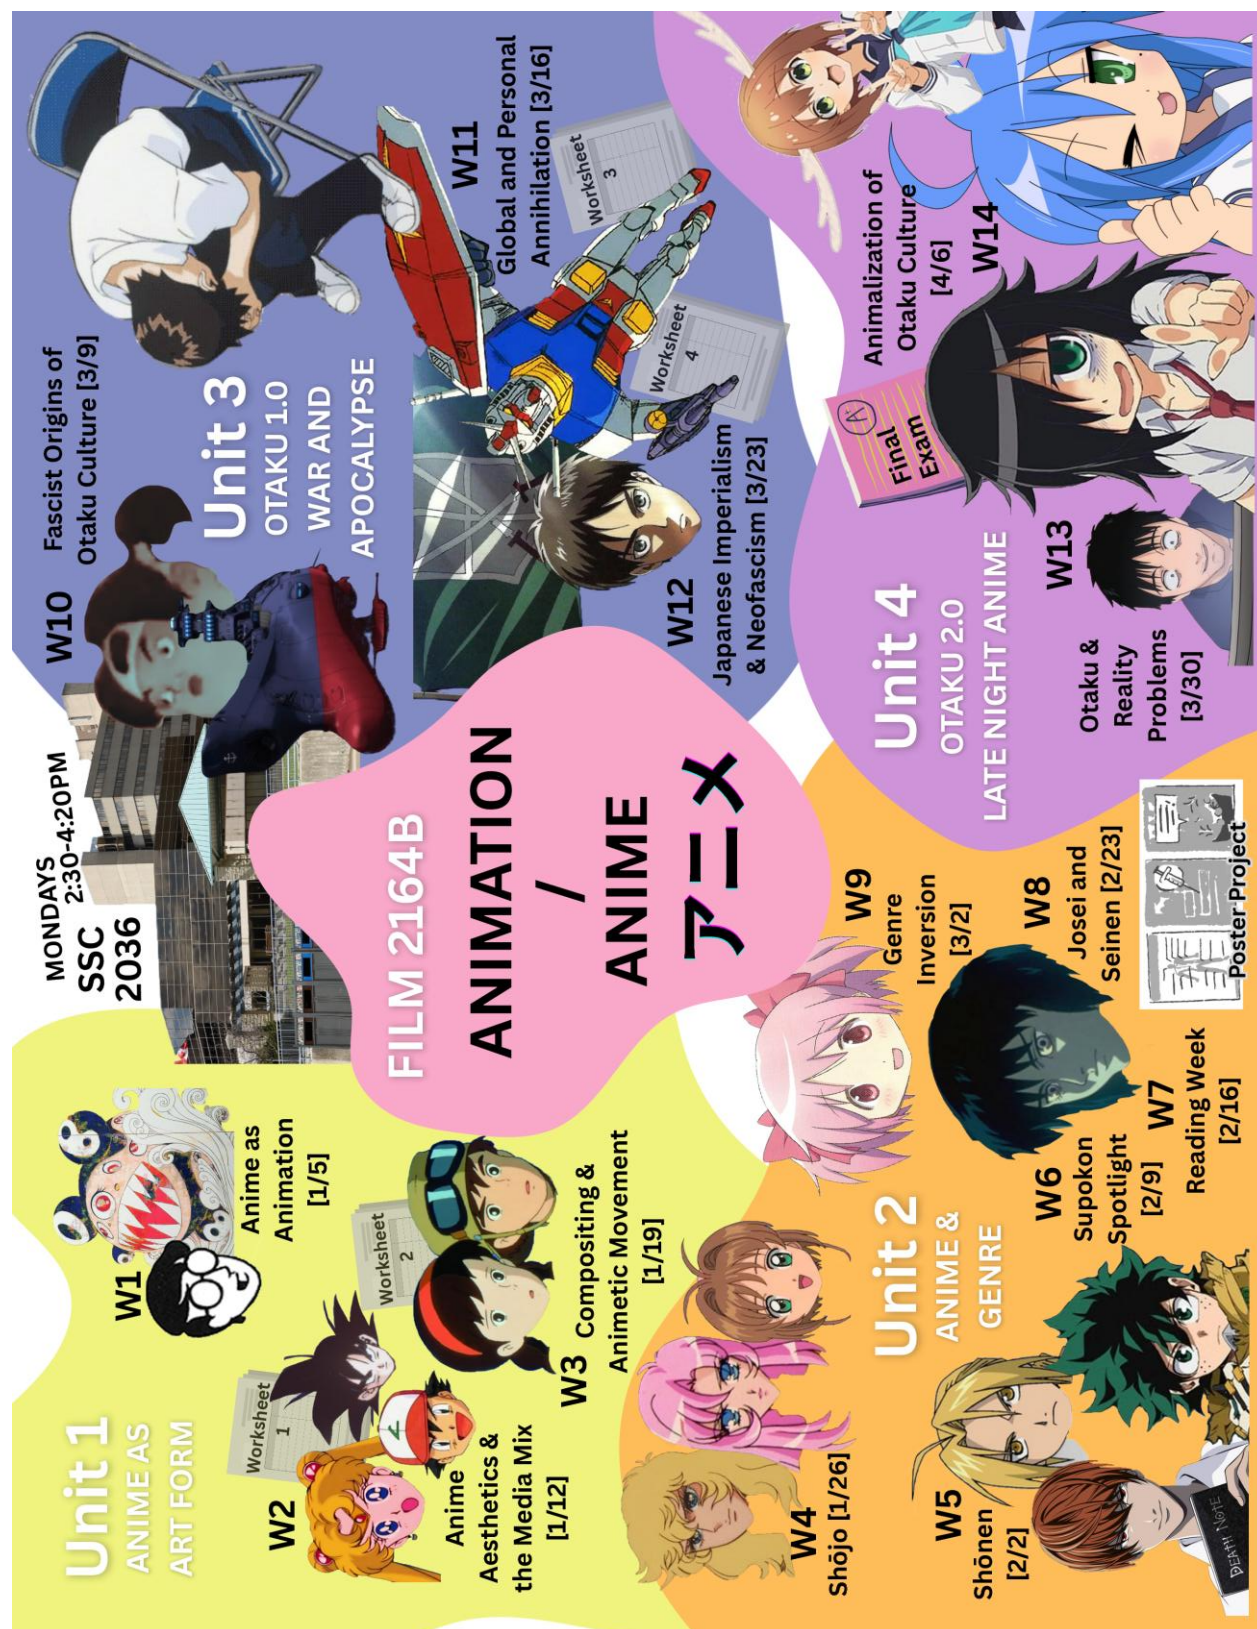 Unit 1
ANIME AS
ART FORM
W1
Anime as
Animation
[1/5]
W2
Worksheet
1
Anime
Aesthetics &
the Media Mix
[1/12]
Worksheet
2
W3
Compositing &
Animetic Movement
[1/19]
MONDAYS
2:30-4:20PM
SSC
2036
FILM 2164B
ANIMATION
/
ANIME
アニメ
Unit 2
ANIME &
GENRE
W4
Shōjo [1/26]
W5
Shōnen
[2/2]
DEATH NOTE
W6
Supokon
Spotlight
[2/9]
W7
Reading Week
[2/16]
W8
Josei and
Seinen [2/23]
W9
Genre
Inversion
[3/2]
Poster Project
Unit 3
OTAKU 1.0
WAR AND
APOCALYPSE
W10
Fascist Origins of
Otaku Culture [3/9]
W11
Global and Personal
Annihilation [3/16]
Worksheet
3
W12
Japanese Imperialism
& Neofascism [3/23]
Worksheet
4
Unit 4
OTAKU 2.0
LATE NIGHT ANIME
W13
Otaku &
Reality
Problems
[3/30]
Animalization of
Otaku Culture
[4/6]
W14
A
Final
Exam